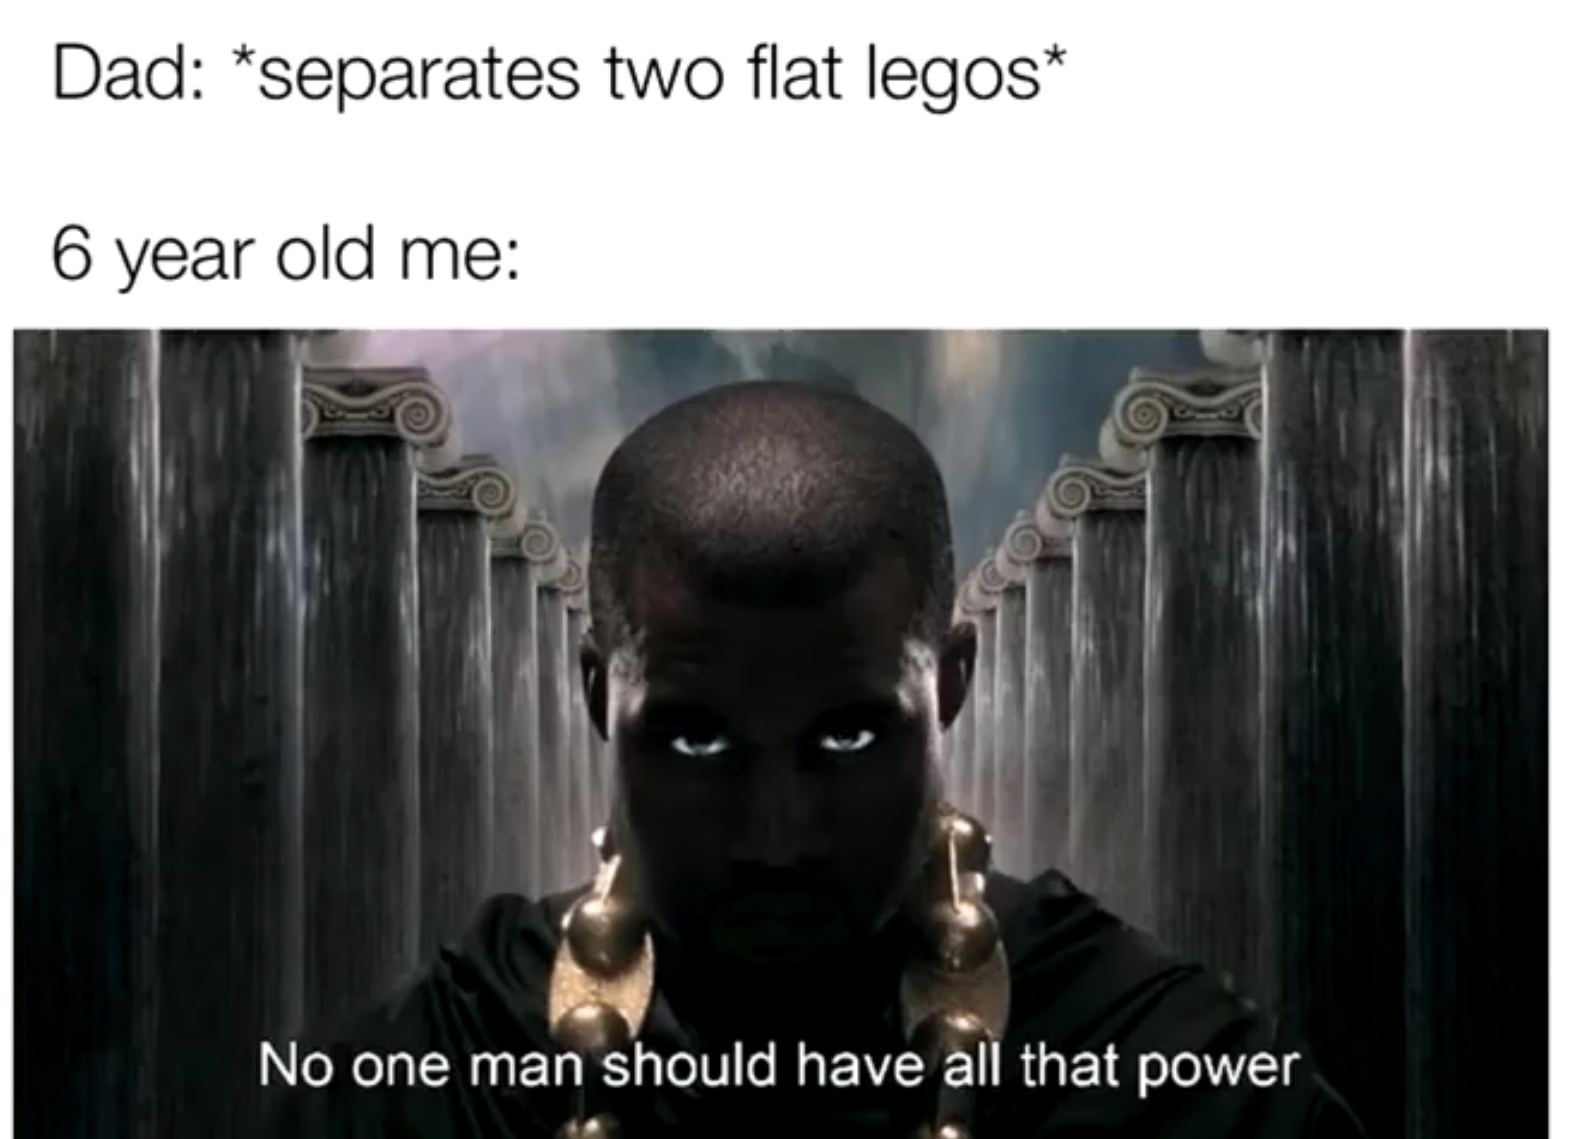 Dad: *separates two flat legos*
6 year old me:
No one man should have all that power